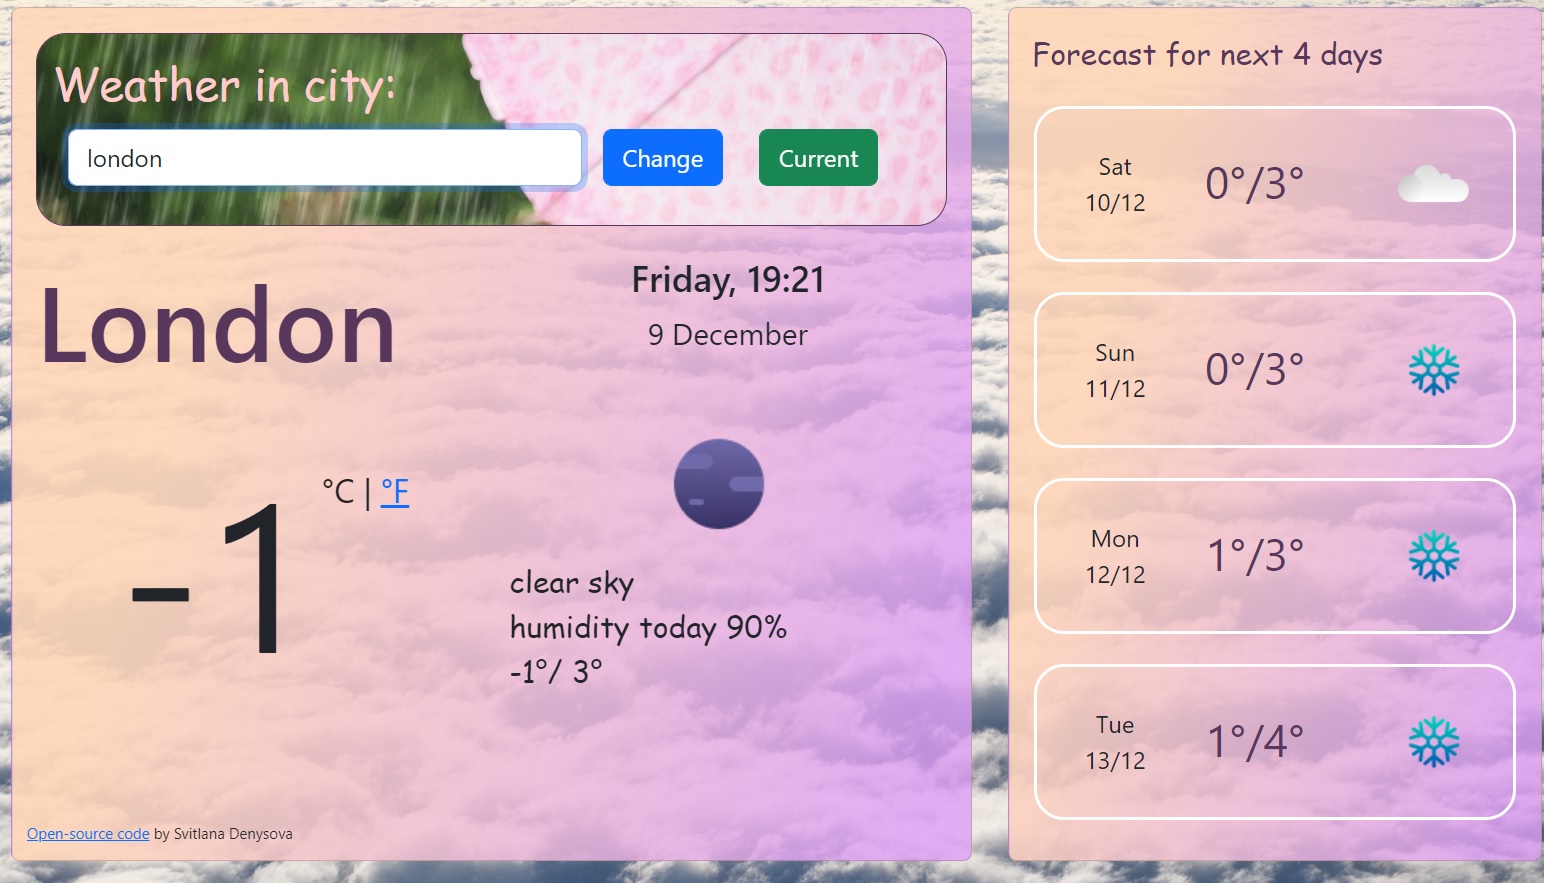 Weather in city:
london
Change
Current
London
Friday, 19:21
9 December
-1
°C | °F
clear sky
humidity today 90%
-1°/ 3°
Open-source code by Svitlana Denysova
Forecast for next 4 days
Sat
10/12
0°/3°
Sun
11/12
0°/3°
Mon
12/12
1°/3°
Tue
13/12
1°/4°